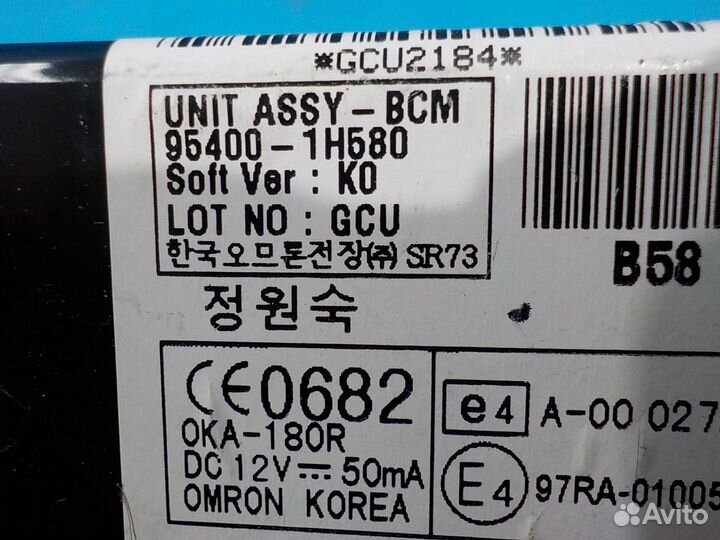 *GCU2184*
UNIT ASSY-BCM
95400-1H580
Soft Ver : K0
LOT NO : GCU
한국오므론전장㈜ SR73
B58
정원숙
CE0682
OKA-180R
DC 12V⎓50mA
OMRON KOREA
e4 A-00 027
E4 97RA-01005
Avito